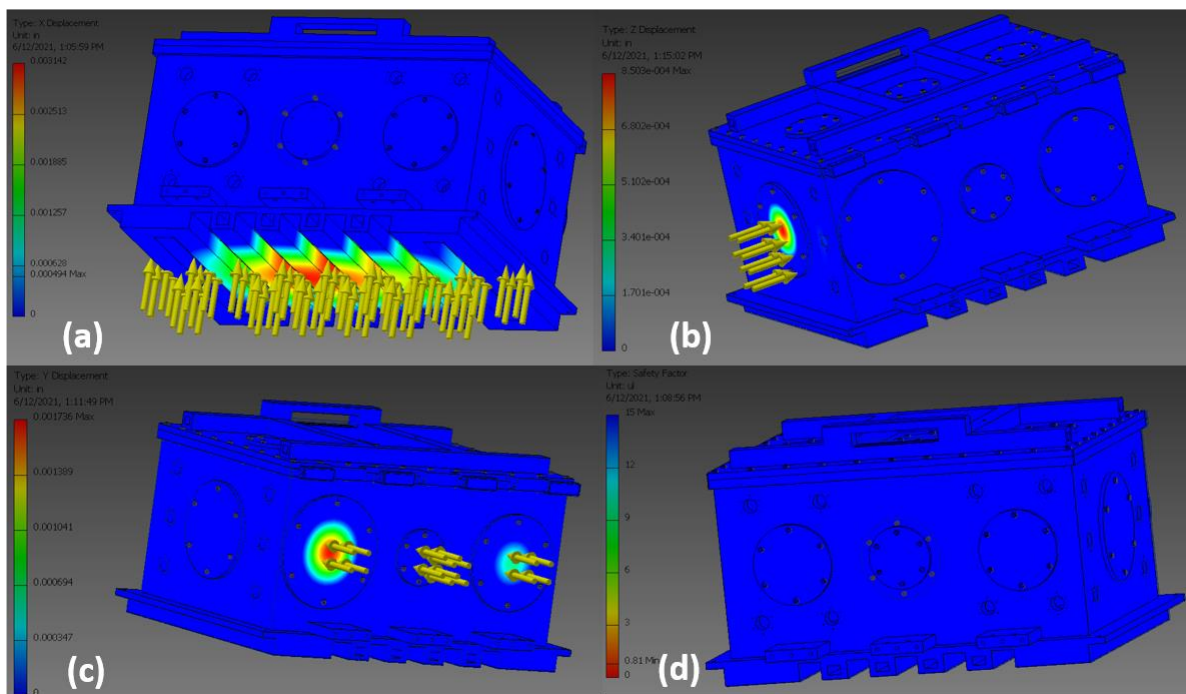 Type: X Displacement
Unit: in
6/12/2021, 1:05:59 PM
0.003142
0.002513
0.001885
0.001257
0.000628
0.000494 Max
0
(a)
Type: Z Displacement
Unit: in
6/12/2021, 1:15:02 PM
8.503e-004 Max
6.802e-004
5.102e-004
3.401e-004
1.701e-004
0
(b)
Type: Y Displacement
Unit: in
6/12/2021, 1:11:49 PM
0.001736 Max
0.001389
0.001041
0.000694
0.000347
0
(c)
Type: Safety Factor
Unit: ul
6/12/2021, 1:08:56 PM
15 Max
12
9
6
3
0.81 Min
0
(d)